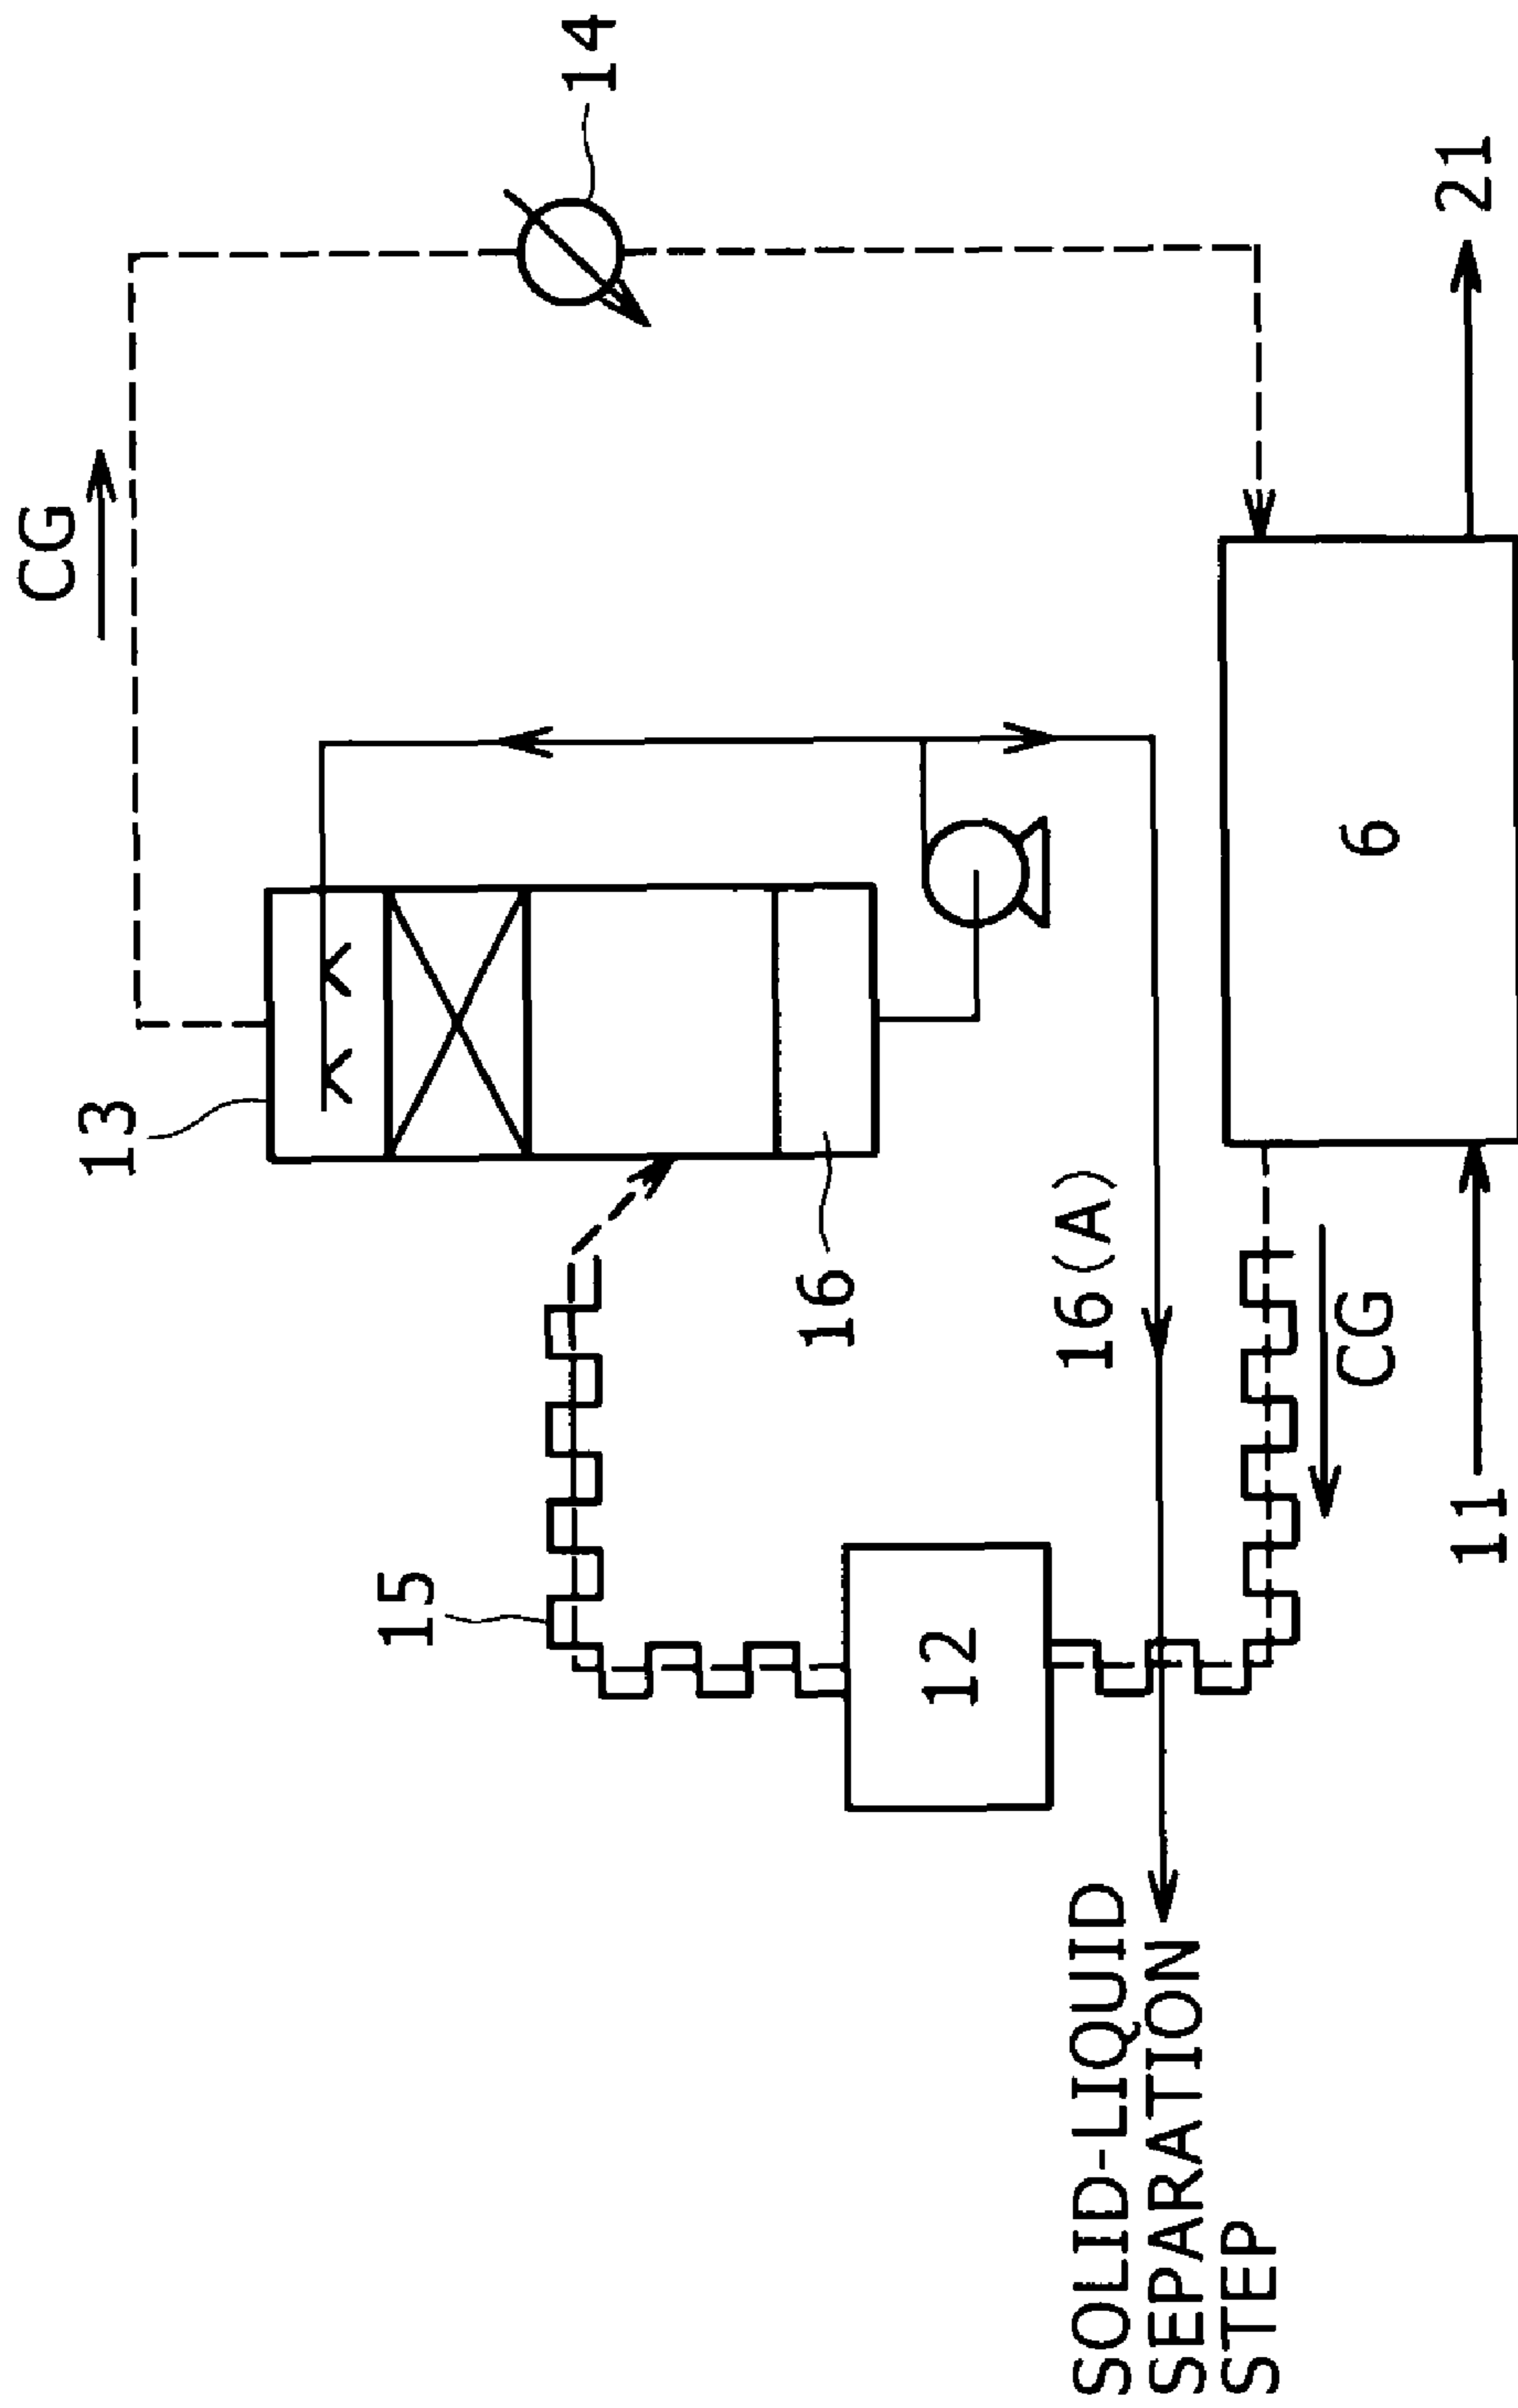 CG
14
13
15
16
12
16(A)
6
CG
11
21
SOLID-LIQUID
SEPARATION
STEP